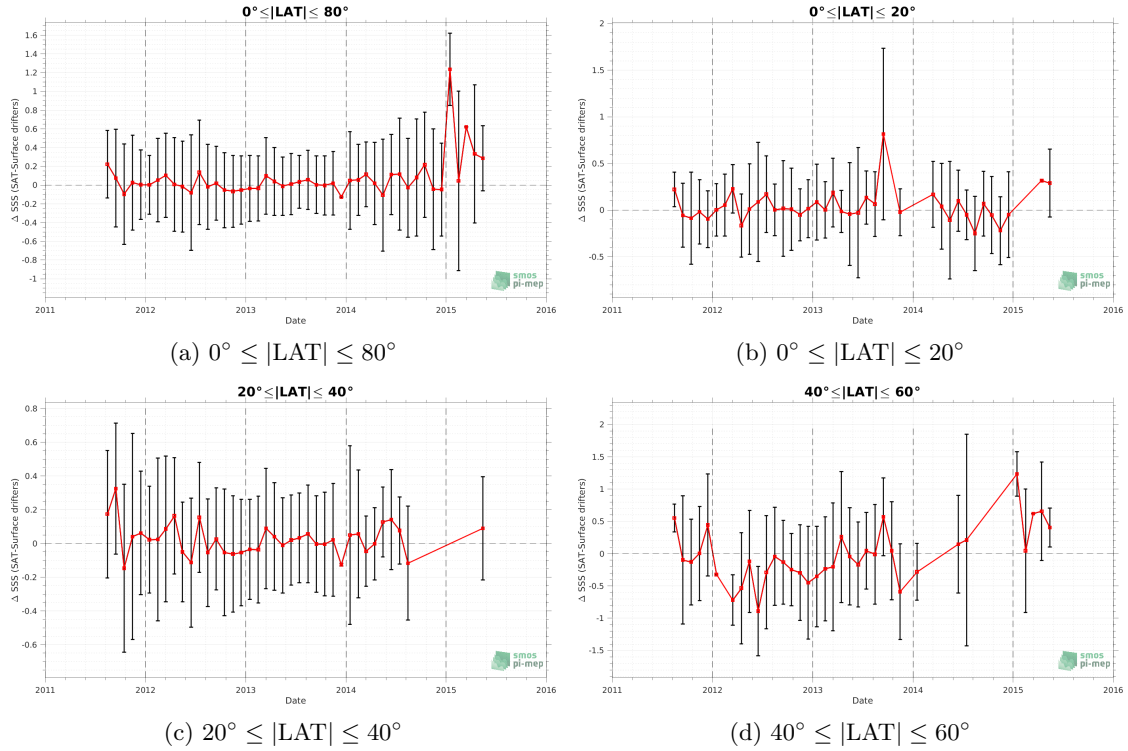 0°≤|LAT|≤ 80°
Δ SSS (SAT-Surface drifters)
1.6
1.4
1.2
1
0.8
0.6
0.4
0.2
0
-0.2
-0.4
-0.6
-0.8
-1
2011
2012
2013
2014
2015
2016
Date
smos
pi-mep
(a) 0° ≤ |LAT| ≤ 80°
0°≤|LAT|≤ 20°
Δ SSS (SAT-Surface drifters)
2
1.5
1
0.5
0
-0.5
2011
2012
2013
2014
2015
2016
Date
smos
pi-mep
(b) 0° ≤ |LAT| ≤ 20°
20°≤|LAT|≤ 40°
Δ SSS (SAT-Surface drifters)
0.8
0.6
0.4
0.2
0
-0.2
-0.4
-0.6
2011
2012
2013
2014
2015
2016
Date
smos
pi-mep
(c) 20° ≤ |LAT| ≤ 40°
40°≤|LAT|≤ 60°
Δ SSS (SAT-Surface drifters)
2
1.5
1
0.5
0
-0.5
-1
-1.5
2011
2012
2013
2014
2015
2016
Date
smos
pi-mep
(d) 40° ≤ |LAT| ≤ 60°